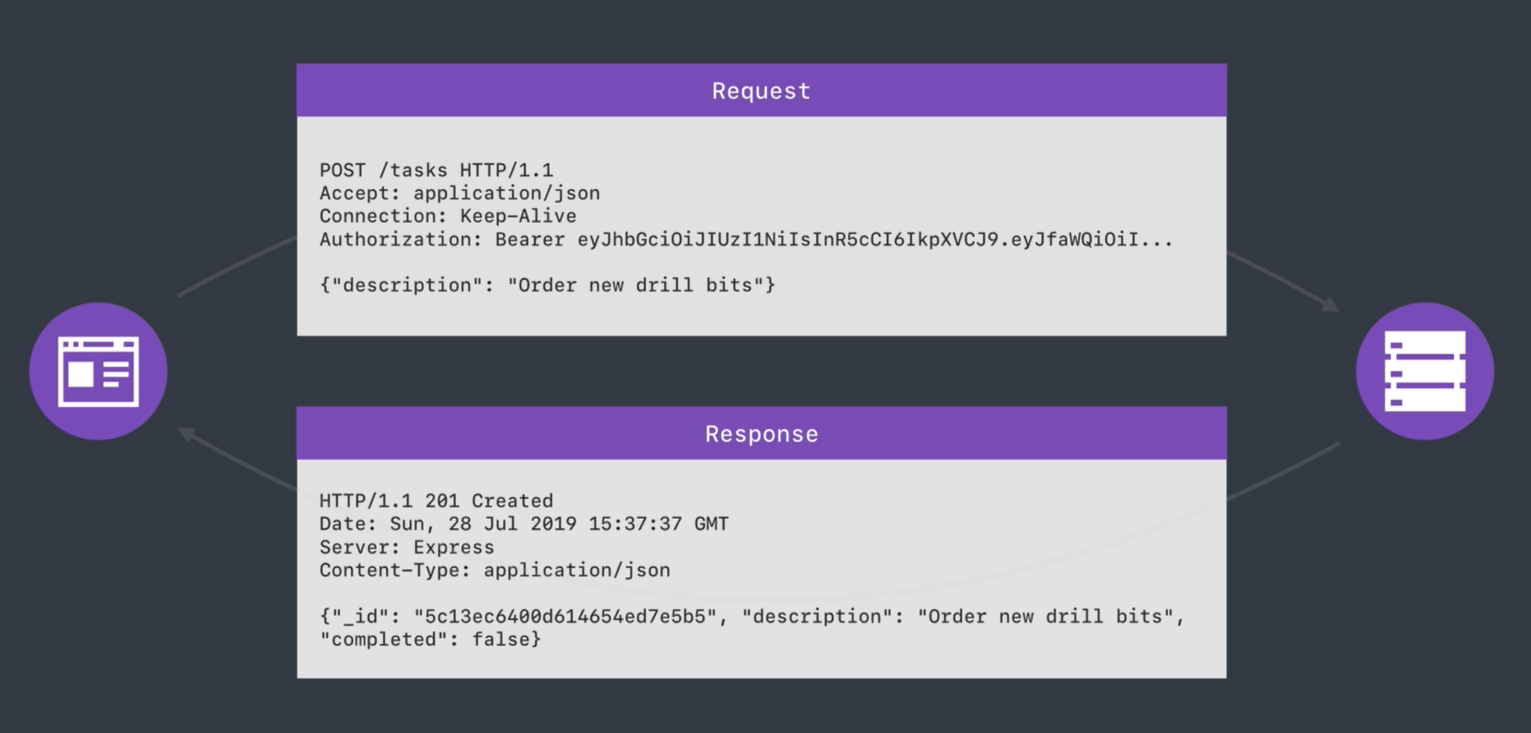 Request
POST /tasks HTTP/1.1
Accept: application/json
Connection: Keep-Alive
Authorization: Bearer eyJhbGciOiJIUzI1NiIsInR5cCI6IkpXVCJ9.eyJfaWQiOiI...
{"description": "Order new drill bits"}
Response
HTTP/1.1 201 Created
Date: Sun, 28 Jul 2019 15:37:37 GMT
Server: Express
Content-Type: application/json
{"_id": "5c13ec6400d614654ed7e5b5", "description": "Order new drill bits",
"completed": false}